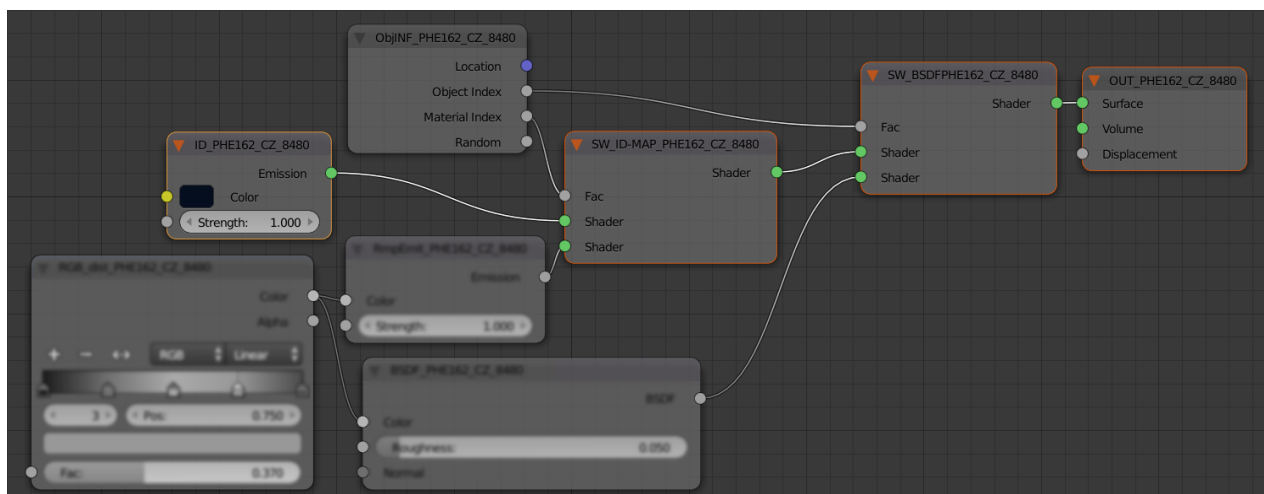 ObjINF_PHE162_CZ_8480
Location
Object Index
Material Index
Random
SW_BSDFPHE162_CZ_8480
Shader
Fac
Shader
Shader
OUT_PHE162_CZ_8480
Surface
Volume
Displacement
ID_PHE162_CZ_8480
Emission
Color
Strength: 1.000
SW_ID-MAP_PHE162_CZ_8480
Shader
Fac
Shader
Shader
RmpEmit_PHE162_CZ_8480
Emission
Color
Strength: 1.000
RGB_dist_PHE162_CZ_8480
Color
Alpha
RGB Linear
3 Pos: 0.750
Fac: 0.370
BSDF_PHE162_CZ_8480
BSDF
Color
Roughness: 0.050
Normal